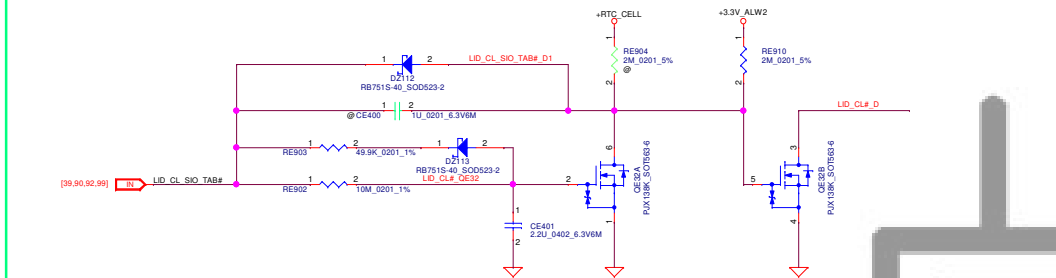 +RTC_CELL
+3.3V_ALW2
1
RE904
2M_0201_5%
@
2
1
RE910
2M_0201_5%
2
1
2
LID_CL_SIO_TAB#_D1
DZ112
RB751S-40_SOD523-2
@
CE400
1
2
1U_0201_6.3V6M
LID_CL#_D
RE903
1
2
49.9K_0201_1%
1
2
DZ113
RB751S-40_SOD523-2
[39,90,92,99]
IN
LID_CL_SIO_TAB#
RE902
1
2
10M_0201_1%
LID_CL#_QE32
2
6
1
QE32A
PJX138K_SOT563-6
5
3
4
QE32B
PJX138K_SOT563-6
1
CE401
2.2U_0402_6.3V6M
2